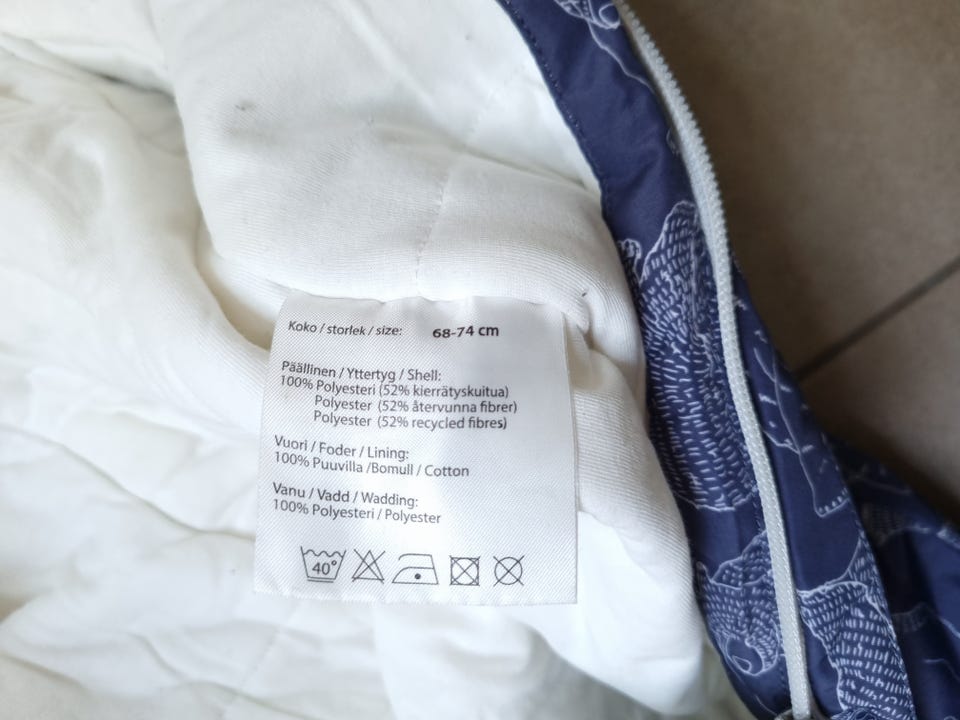 Koko / storlek / size: 68-74 cm
Päällinen / Yttertyg / Shell:
100% Polyesteri (52% kierrätyskuitua)
Polyester (52% återvunna fibrer)
Polyester (52% recycled fibres)
Vuori / Foder / Lining:
100% Puuvilla /Bomull / Cotton
Vanu / Vadd / Wadding:
100% Polyesteri / Polyester
40°